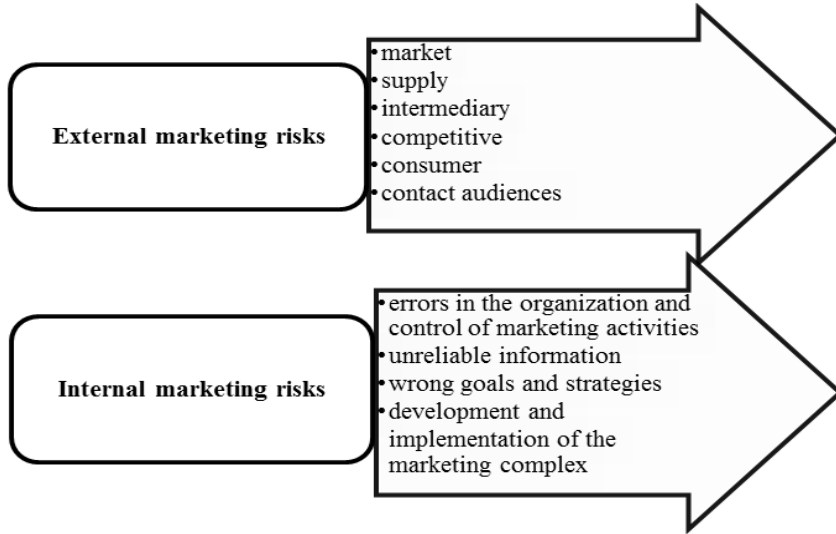 External marketing risks
•market
•supply
•intermediary
•competitive
•consumer
•contact audiences
Internal marketing risks
•errors in the organization and
control of marketing activities
•unreliable information
•wrong goals and strategies
•development and
implementation of the
marketing complex